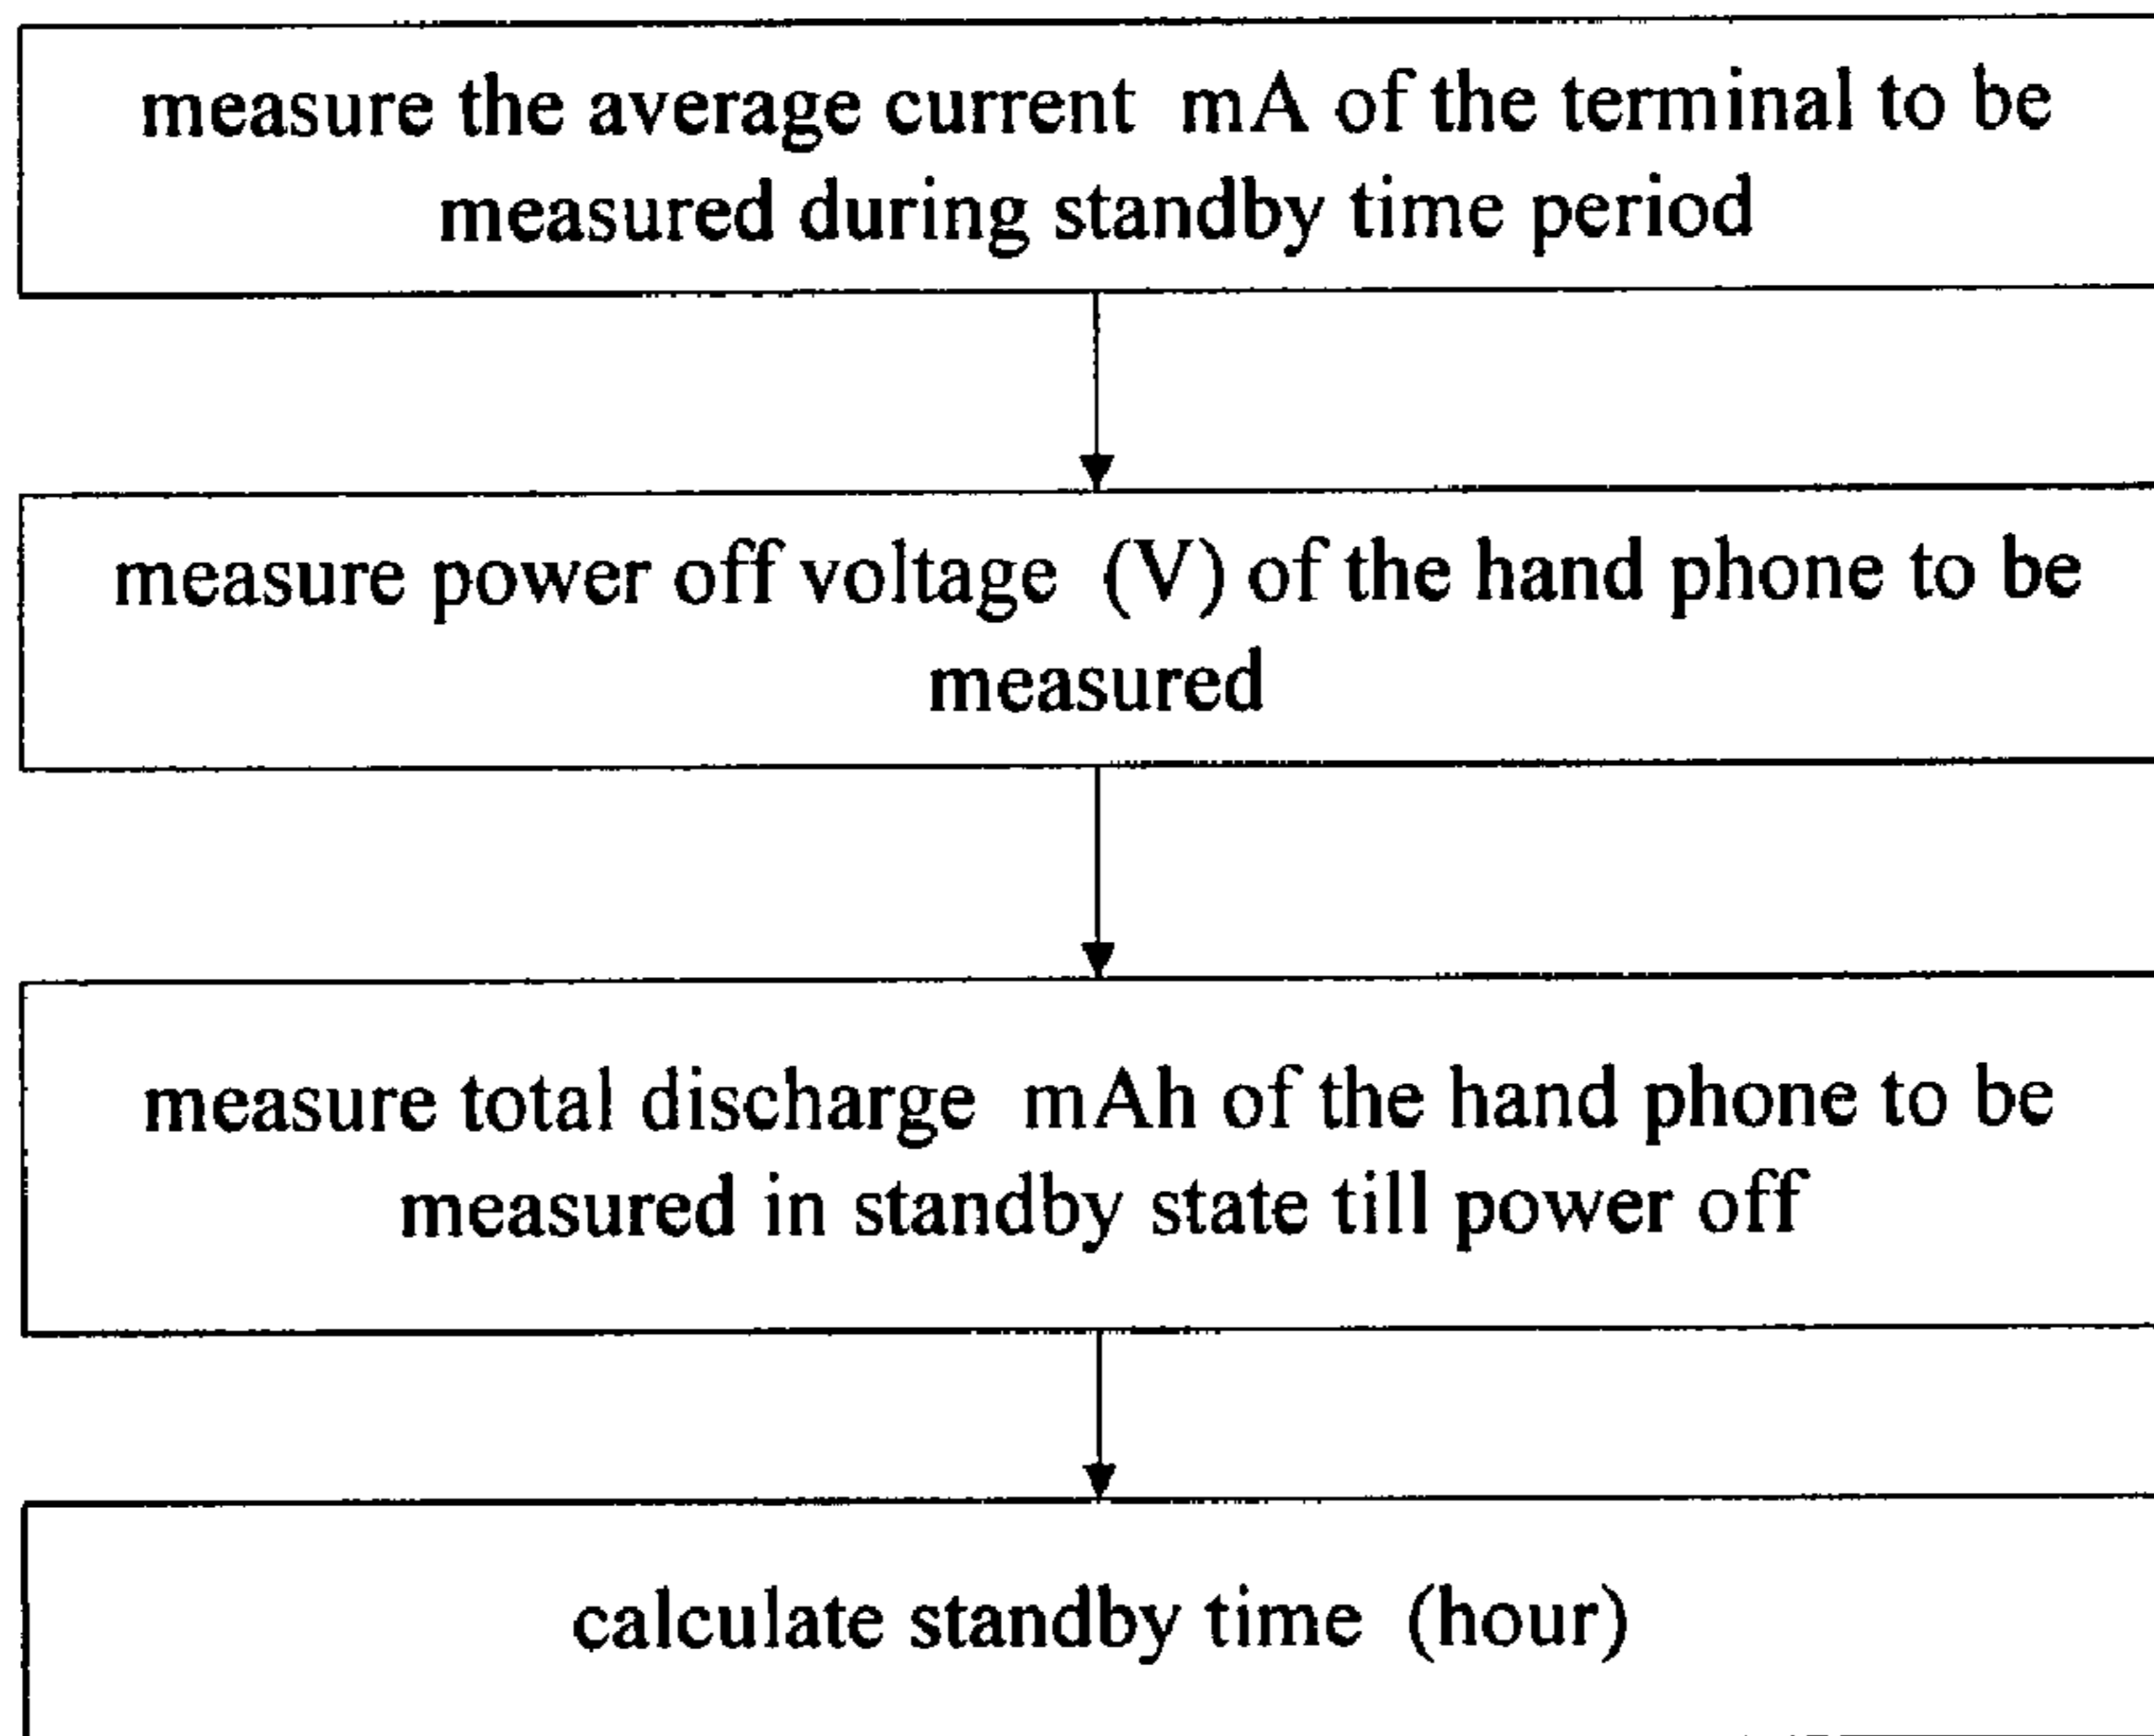 measure the average current mA of the terminal to be
measured during standby time period
measure power off voltage (V) of the hand phone to be
measured
measure total discharge mAh of the hand phone to be
measured in standby state till power off
calculate standby time (hour)